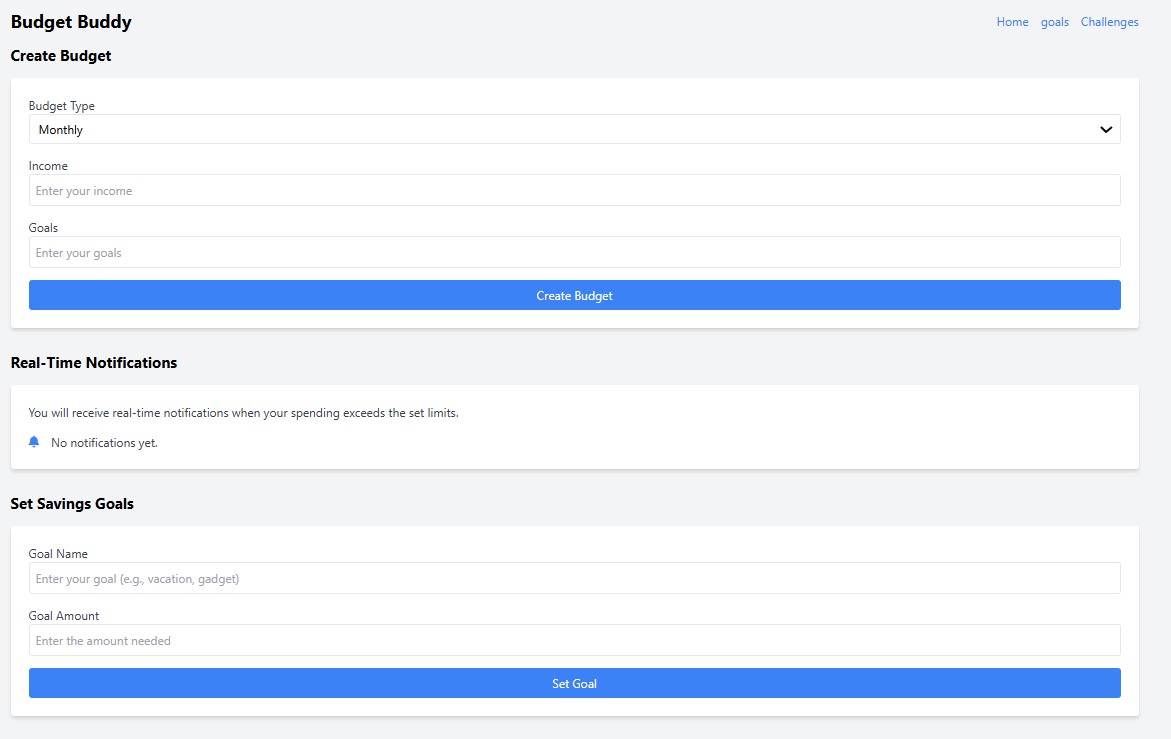 Budget Buddy
Home goals Challenges
Create Budget
Budget Type
Monthly
Income
Enter your income
Goals
Enter your goals
Create Budget
Real-Time Notifications
You will receive real-time notifications when your spending exceeds the set limits.
No notifications yet.
Set Savings Goals
Goal Name
Enter your goal (e.g., vacation, gadget)
Goal Amount
Enter the amount needed
Set Goal